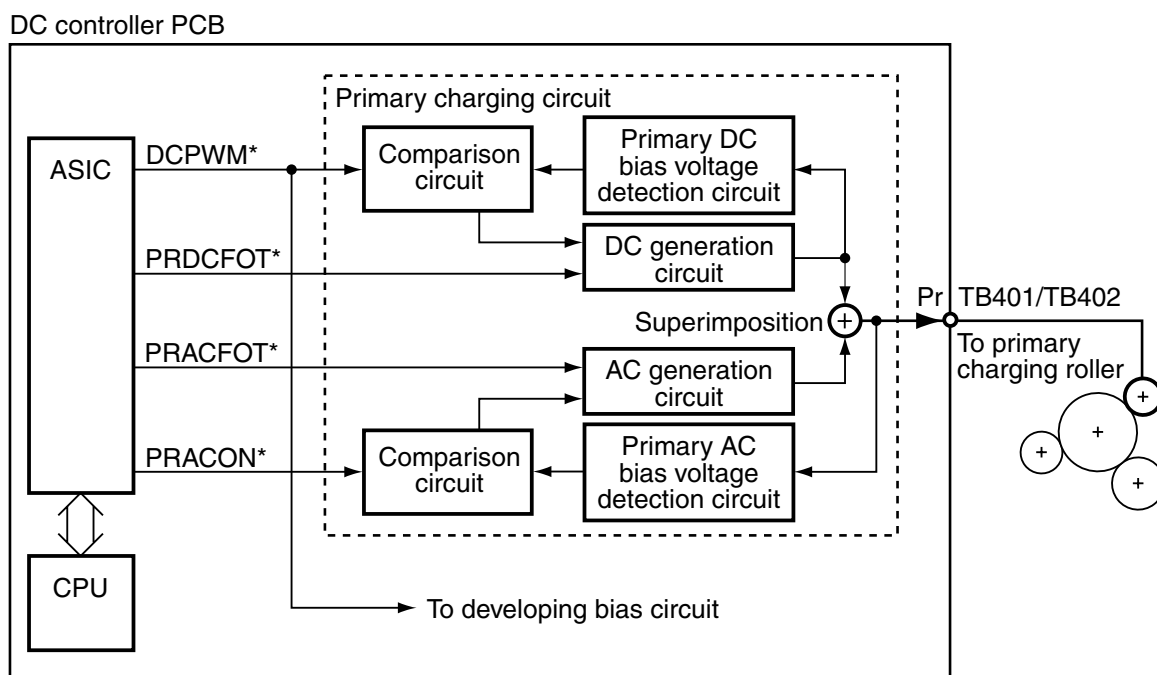 DC controller PCB
Primary charging circuit
ASIC
DCPWM*
Comparison
circuit
Primary DC
bias voltage
detection circuit
PRDCFOT*
DC generation
circuit
Superimposition
+
Pr
TB401/TB402
To primary
charging roller
PRACFOT*
AC generation
circuit
PRACON*
Comparison
circuit
Primary AC
bias voltage
detection circuit
+
+
+
+
CPU
To developing bias circuit